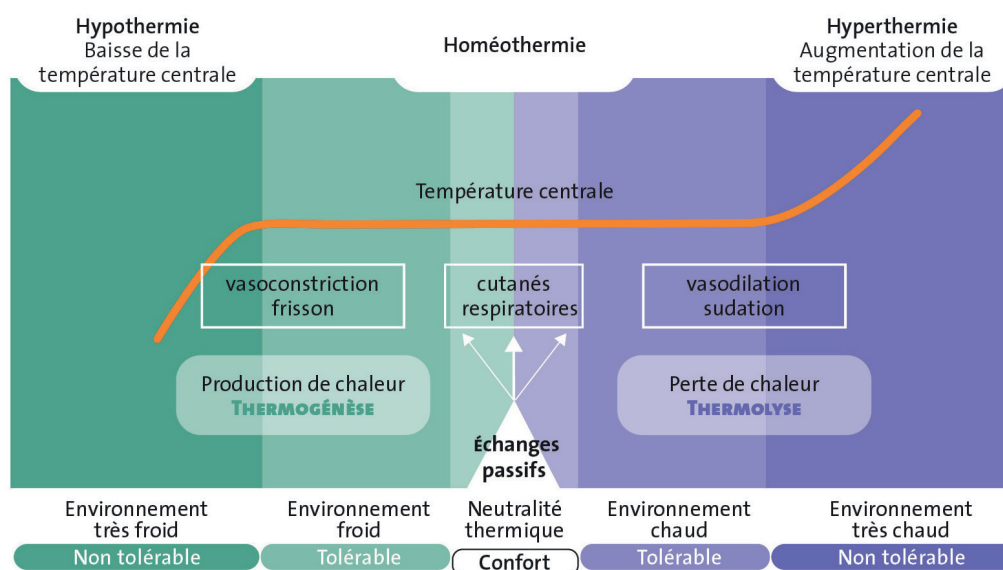 Hypothermie
Baisse de la
température centrale
Homéothermie
Hyperthermie
Augmentation de la
température centrale
Température centrale
vasoconstriction
frisson
cutanés
respiratoires
vasodilation
sudation
Production de chaleur
THERMOGÉNÈSE
Perte de chaleur
THERMOLYSE
Échanges
passifs
Environnement
très froid
Non tolérable
Environnement
froid
Tolérable
Neutralité
thermique
Confort
Environnement
chaud
Tolérable
Environnement
très chaud
Non tolérable